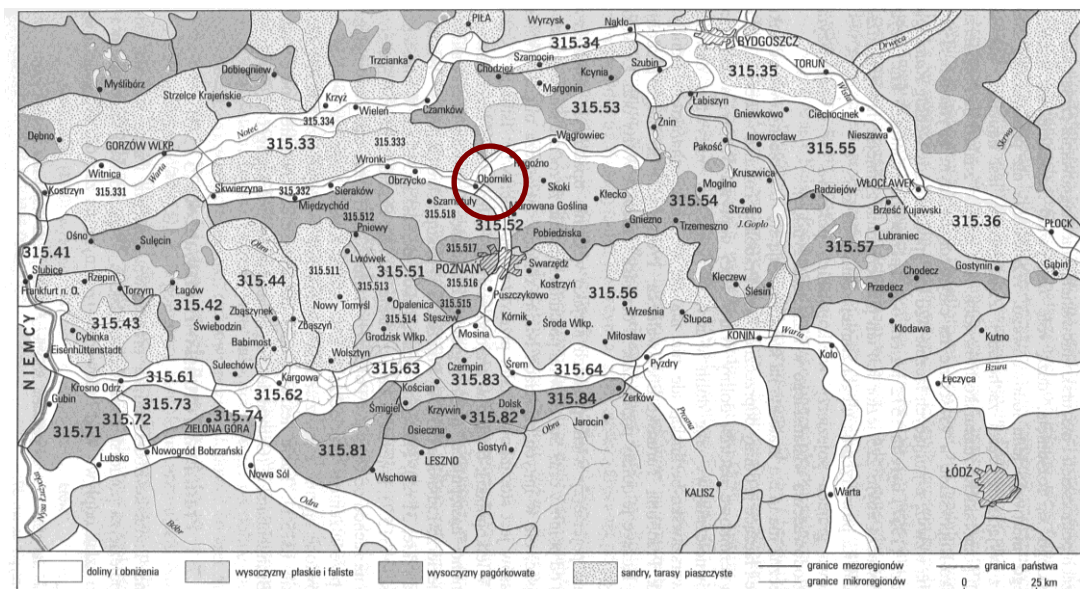 PIŁA
Wyrzysk
Nakło
315.34
BYDGOSZCZ
Drwęca
Trzcianka
Szamocin
Chodzież
Szubin
315.35
TORUŃ
Dobiegniew
Kcynia
Myślibórz
Margonin
Strzelce Krajeńskie
Krzyż
Wieleń
Czarnków
315.53
Łabiszyn
Wisła
Gniewkowo
Ciechocinek
315.334
Noteć
Żnin
Dębno
315.33
315.333
Wągrowiec
Inowrocław
Nieszawa
Skrwa
GORZÓW WLKP.
Wronki
Pakość
315.55
Witnica
Warta
Rogoźno
Obrzycko
Oborniki
Skoki
Kruszwica
Kostrzyn
315.331
Skwierzyna
315.332
Sieraków
Kłecko
Mogilno
Radziejów
WŁOCŁAWEK
Międzychód
Szamotuły
315.518
Murowana Goślina
315.54
Strzelno
Brześć Kujawski
315.36
PŁOCK
315.512
Pniewy
315.52
Gniezno
Trzemeszno
J.Gopło
Lubraniec
Ośno
Sulęcin
Obra
Pobiedziska
315.57
315.41
Lwówek
315.517
POZNAŃ
Swarzędz
Gostynin
Słubice
Rzepin
315.44
315.511
315.51
315.516
Kleczew
Chodecz
Gąbin
Frankfurt n. O.
Torzym
Łagów
315.513
Kostrzyn
315.56
Ślesin
Przedecz
315.42
Zbąszynek
Nowy Tomyśl
Opalenica
315.515
Puszczykowo
Września
315.43
Świebodzin
Zbąszyń
315.514
Stęszew
Kórnik
Słupca
Kłodawa
Cybinka
Babimost
Grodzisk Wlkp.
Mosina
Środa Wlkp.
Miłosław
KONIN
Warta
Kutno
NIEMCY
Eisenhüttenstadt
Sulechów
Wolsztyn
Pyzdry
Koło
315.61
Kargowa
315.63
Czempiń
Śrem
315.64
Bzura
Krosno Odrz.
315.62
Kościan
315.83
Łęczyca
Gubin
315.73
Śmigiel
Dolsk
315.84
Żerków
315.74
Krzywiń
315.82
Prosna
315.71
315.72
ZIELONA GÓRA
Osieczna
Obra
Jarocin
Nowogród Bobrzański
315.81
Gostyń
Lubsko
LESZNO
Nowa Sól
Wschowa
ŁÓDŹ
Nysa Łużycka
Odra
KALISZ
Warta
Bóbr
doliny i obniżenia
wysoczyzny płaskie i faliste
wysoczyzny pagórkowate
sandry, tarasy piaszczyste
granice mezoregionów
granice mikroregionów
granica państwa
0 25 km